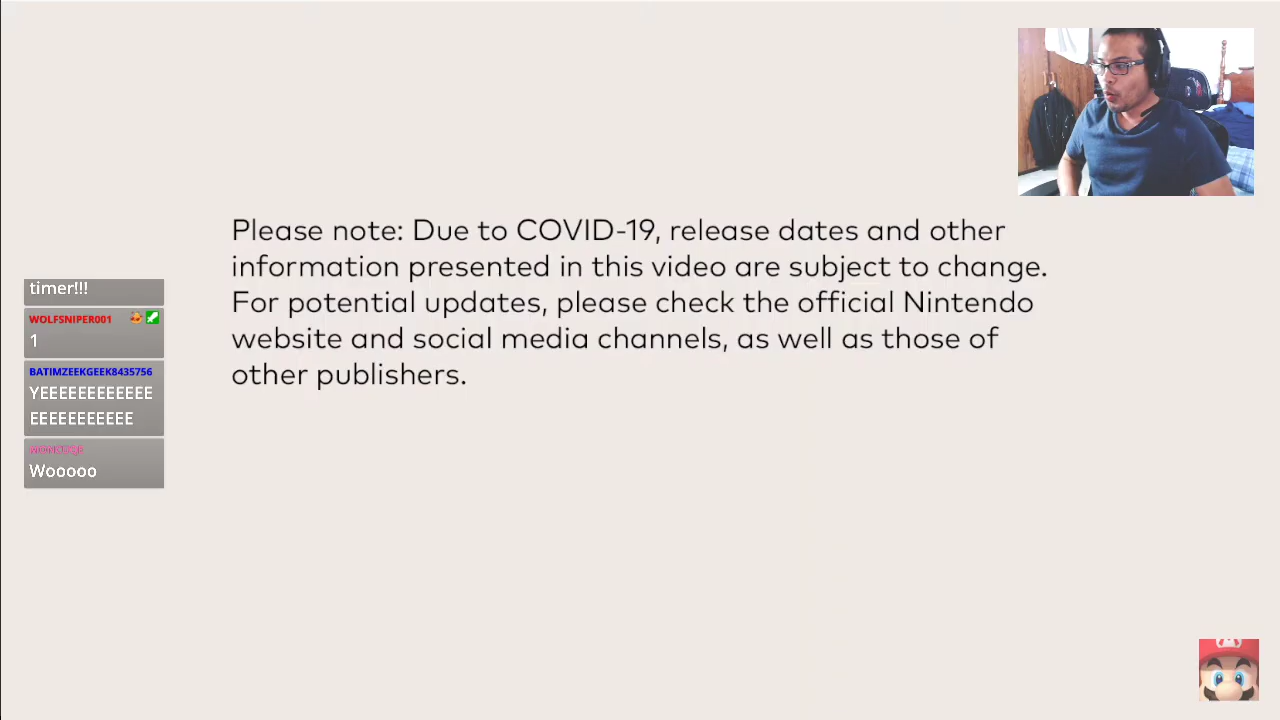 Please note: Due to COVID-19, release dates and other
information presented in this video are subject to change.
For potential updates, please check the official Nintendo
website and social media channels, as well as those of
other publishers.
timer!!!
WOLFSNIPER001
1
BATIMZEEKGEEK8435756
YEEEEEEEEEEEE
EEEEEEEEEEE
Wooooo
M